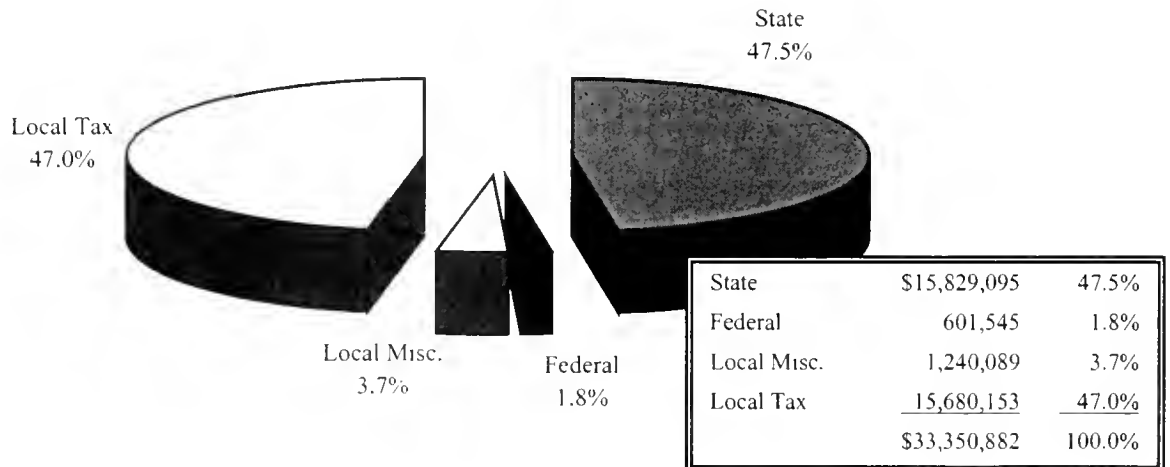 State
47.5%
Local Tax
47.0%
Local Misc.
3.7%
Federal
1.8%
State $15,829,095 47.5%
Federal 601,545 1.8%
Local Misc. 1,240,089 3.7%
Local Tax 15,680,153 47.0%
$33,350,882 100.0%